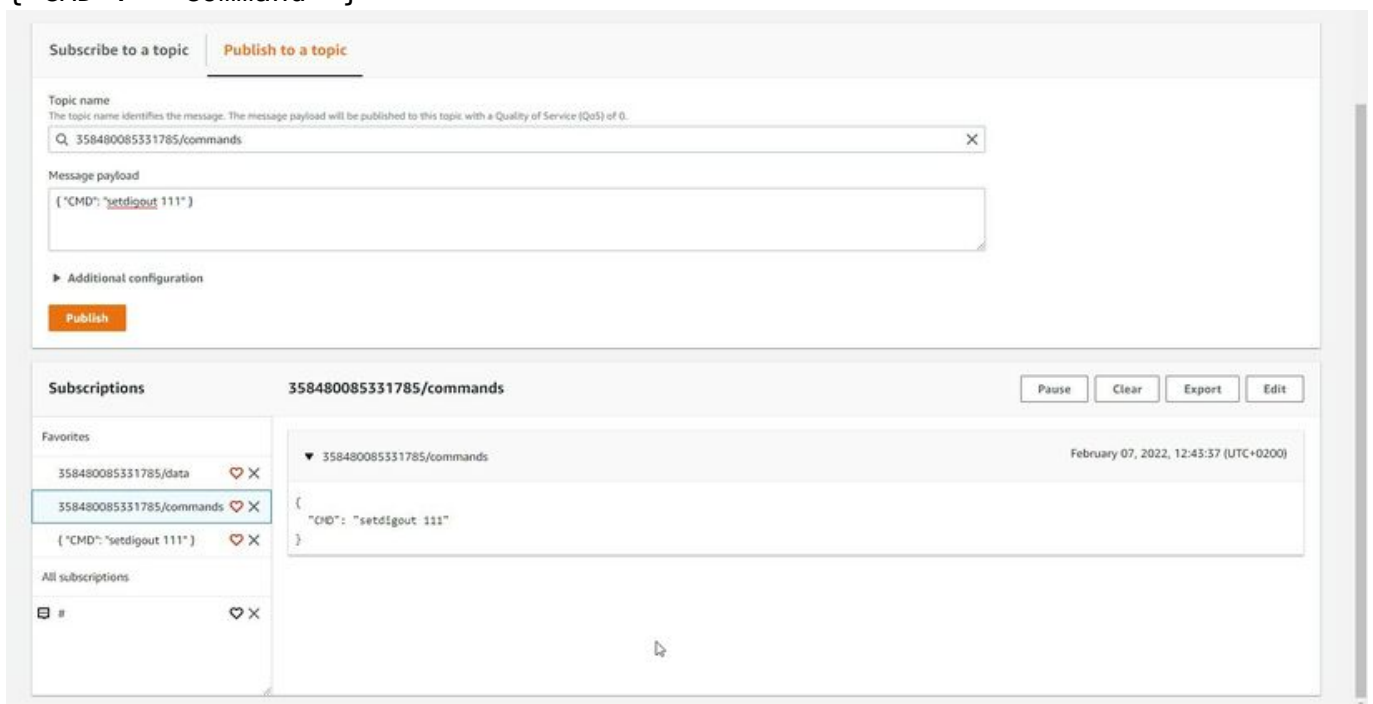 { "CMD": "Command" }
Subscribe to a topic
Publish to a topic
Topic name
The topic name identifies the message. The message payload will be published to this topic with a Quality of Service (QoS) of 0.
358480085331785/commands
Message payload
{ "CMD": "setdigout 111" }
Additional configuration
Publish
Subscriptions
358480085331785/commands
Pause
Clear
Export
Edit
Favorites
358480085331785/data
358480085331785/commands
{ "CMD": "setdigout 111" }
All subscriptions
#
358480085331785/commands
February 07, 2022, 12:43:37 (UTC+0200)
{
"CMD": "setdigout 111"
}